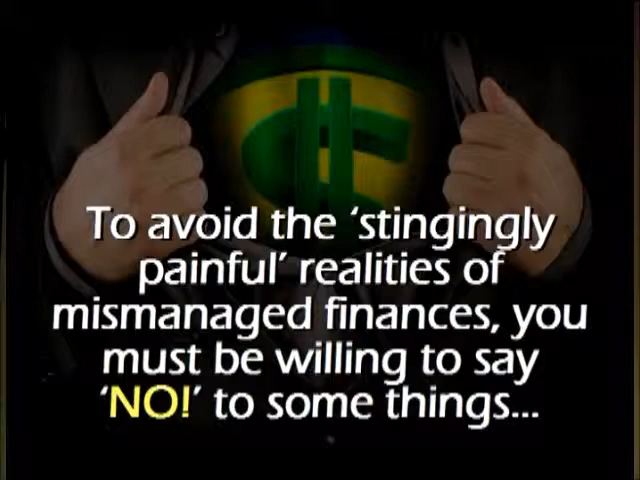 To avoid the ‘stingingly
painful’ realities of
mismanaged finances, you
must be willing to say
‘NO!’ to some things...